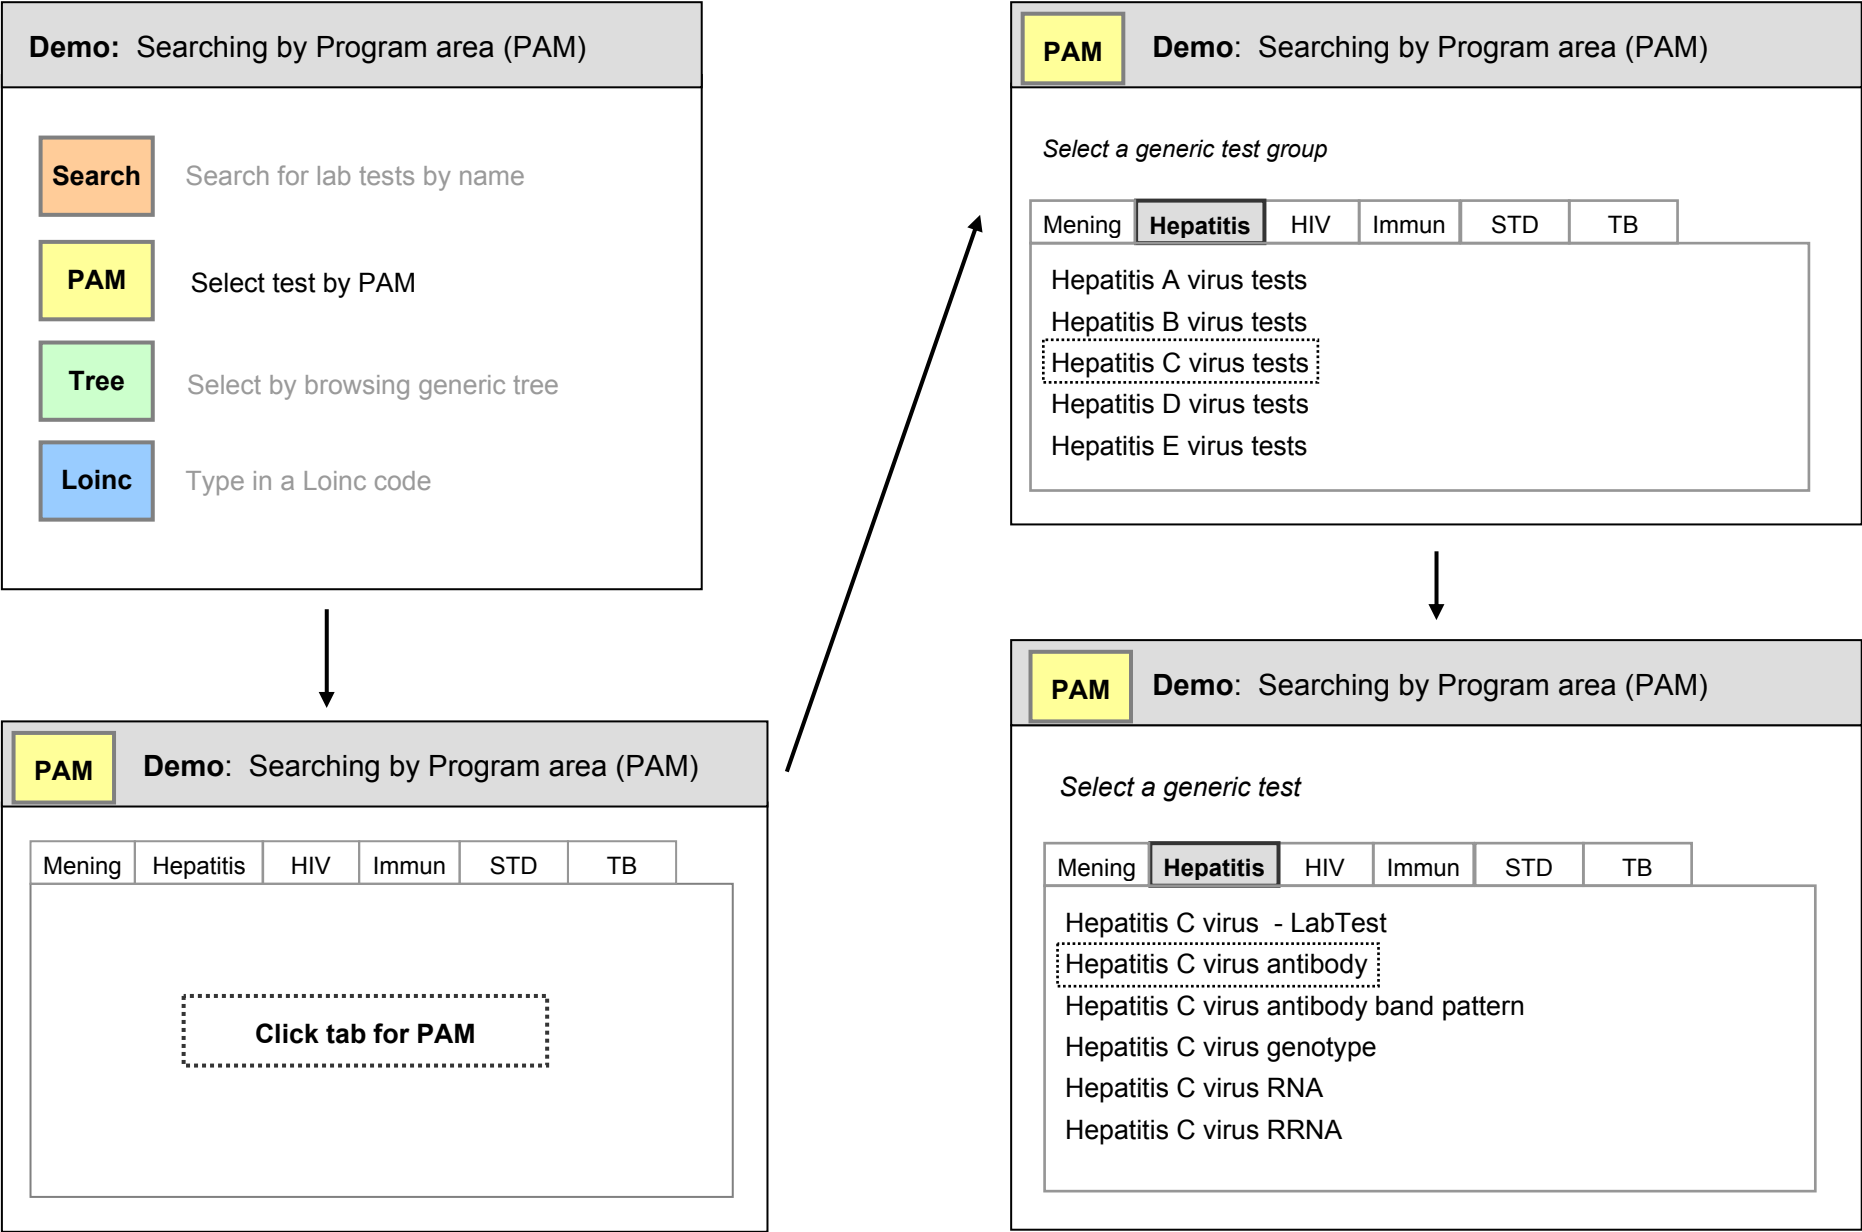 Demo: Searching by Program area (PAM)
Search Search for lab tests by name
PAM Select test by PAM
Tree Select by browsing generic tree
Loinc Type in a Loinc code
PAM Demo: Searching by Program area (PAM)
Mening Hepatitis HIV Immun STD TB
Click tab for PAM
PAM Demo: Searching by Program area (PAM)
Select a generic test group
Mening Hepatitis HIV Immun STD TB
Hepatitis A virus tests
Hepatitis B virus tests
Hepatitis C virus tests
Hepatitis D virus tests
Hepatitis E virus tests
PAM Demo: Searching by Program area (PAM)
Select a generic test
Mening Hepatitis HIV Immun STD TB
Hepatitis C virus - LabTest
Hepatitis C virus antibody
Hepatitis C virus antibody band pattern
Hepatitis C virus genotype
Hepatitis C virus RNA
Hepatitis C virus RRNA